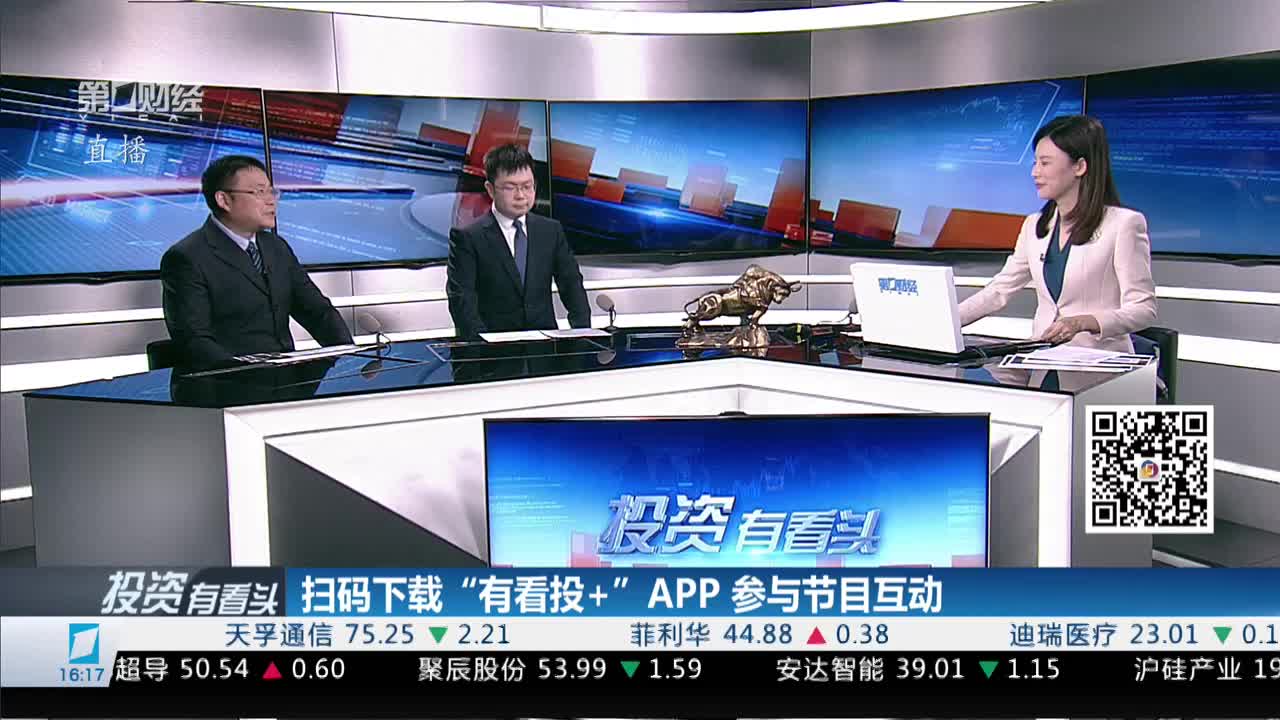 第一财经
YICAI
直播
第一财经
YICAI
投资有看头
投资有看头
扫码下载“有看投+”APP 参与节目互动
天孚通信 75.25 ▼ 2.21 菲利华 44.88 ▲ 0.38 迪瑞医疗 23.01 ▼ 0.1
16:17
超导 50.54 ▲ 0.60 聚辰股份 53.99 ▼ 1.59 安达智能 39.01 ▼ 1.15 沪硅产业 19